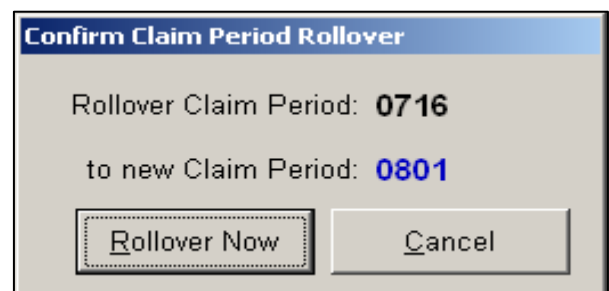 Confirm Claim Period Rollover
Rollover Claim Period: 0716
to new Claim Period: 0801
Rollover Now Cancel